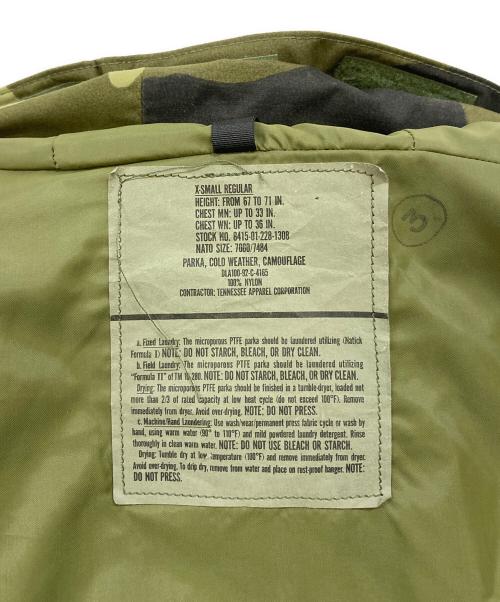 X-SMALL REGULAR
HEIGHT: FROM 67 TO 71 IN.
CHEST MN: UP TO 33 IN.
CHEST WN: UP TO 36 IN.
STOCK NO. 8415-01-228-1308
NATO SIZE: 7080/7484
PARKA, COLD WEATHER, CAMOUFLAGE
DLA100-92-C-4165
100% NYLON
CONTRACTOR: TENNESSEE APPAREL CORPORATION
3
a. Fixed Laundry: The microporous PTFE parka should be laundered utilizing (Natick
Formula II) NOTE: DO NOT STARCH, BLEACH, OR DRY CLEAN.
b. Field Laundry: The microporous PTFE parka should be laundered utilizing
"Formula II" of TM 10-280. NOTE: DO NOT STARCH, BLEACH, OR DRY CLEAN.
Drying: The microporous PTFE parka should be finished in a tumble-dryer, loaded not
more than 2/3 of rated capacity at low heat cycle (do not exceed 100°F). Remove
immediately from dryer. Avoid over-drying. NOTE: DO NOT PRESS.
c. Machine/Hand Laundering: Use wash/wear/permanent press fabric cycle or wash by
hand, using warm water (90° to 110°F) and mild powdered laundry detergent. Rinse
thoroughly in clean warm water. NOTE: DO NOT USE BLEACH OR STARCH.
Drying: Tumble dry at low temperature (100°F) and remove immediately from dryer.
Avoid over-drying. To drip dry, remove from water and place on rust-proof hanger. NOTE:
DO NOT PRESS.